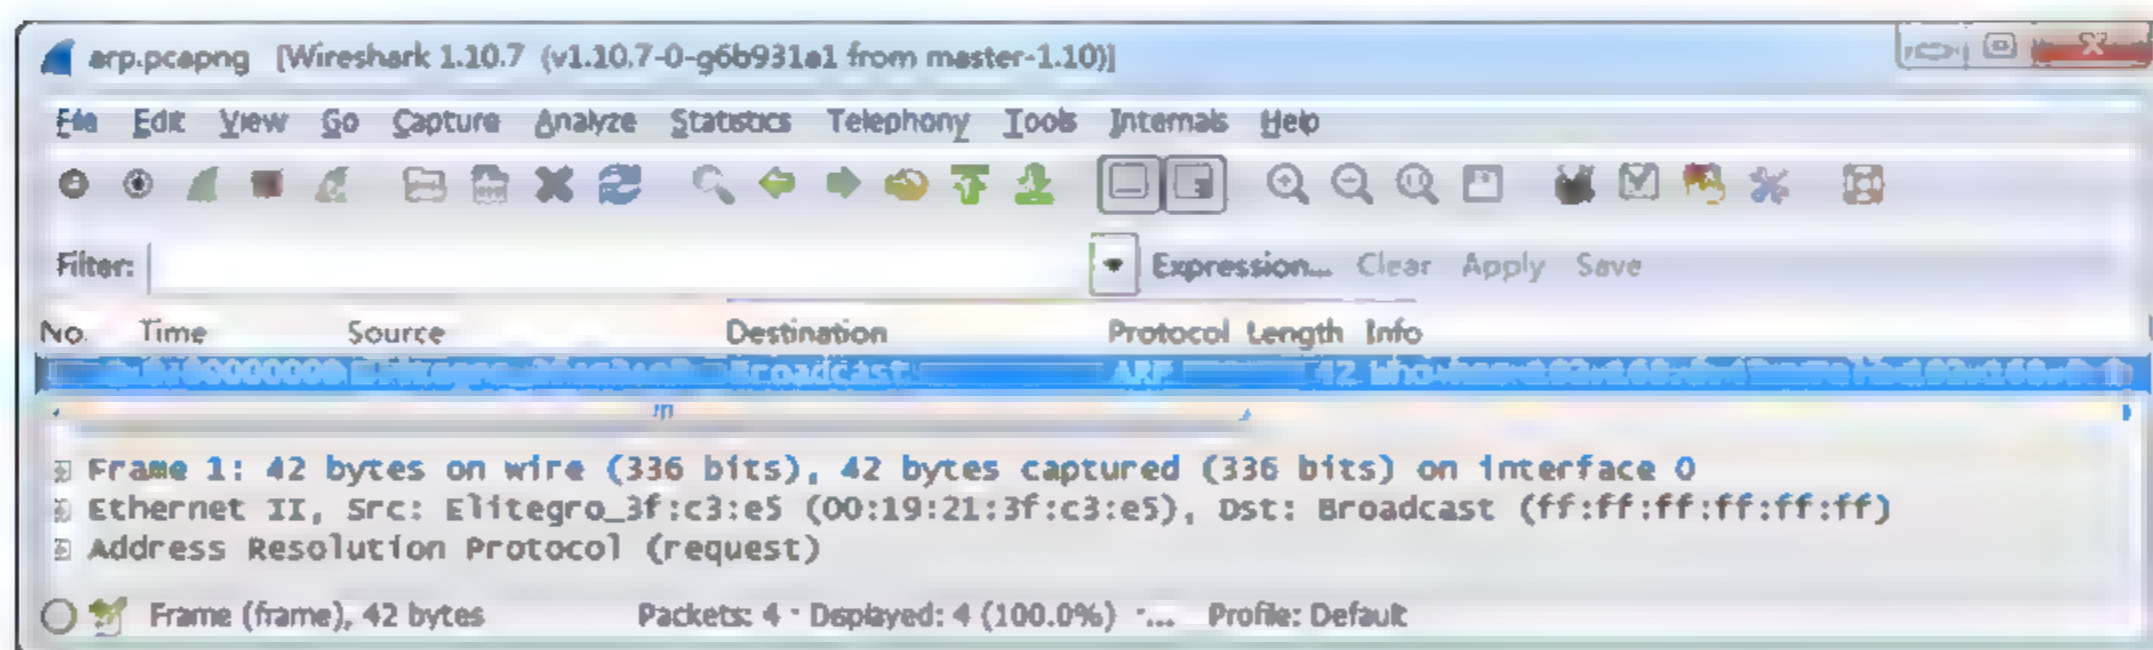 arp.pcapng [Wireshark 1.10.7 (v1.10.7-0-g6b931a1 from master-1.10)]
File Edit View Go Capture Analyze Statistics Telephony Tools Internals Help
Filter: Expression... Clear Apply Save
No. Time Source Destination Protocol Length Info
Broadcast ARP 42
Frame 1: 42 bytes on wire (336 bits), 42 bytes captured (336 bits) on interface 0
Ethernet II, Src: Elitegro_3f:c3:e5 (00:19:21:3f:c3:e5), Dst: Broadcast (ff:ff:ff:ff:ff:ff)
Address Resolution Protocol (request)
Frame (frame), 42 bytes Packets: 4 · Displayed: 4 (100.0%) ·... Profile: Default